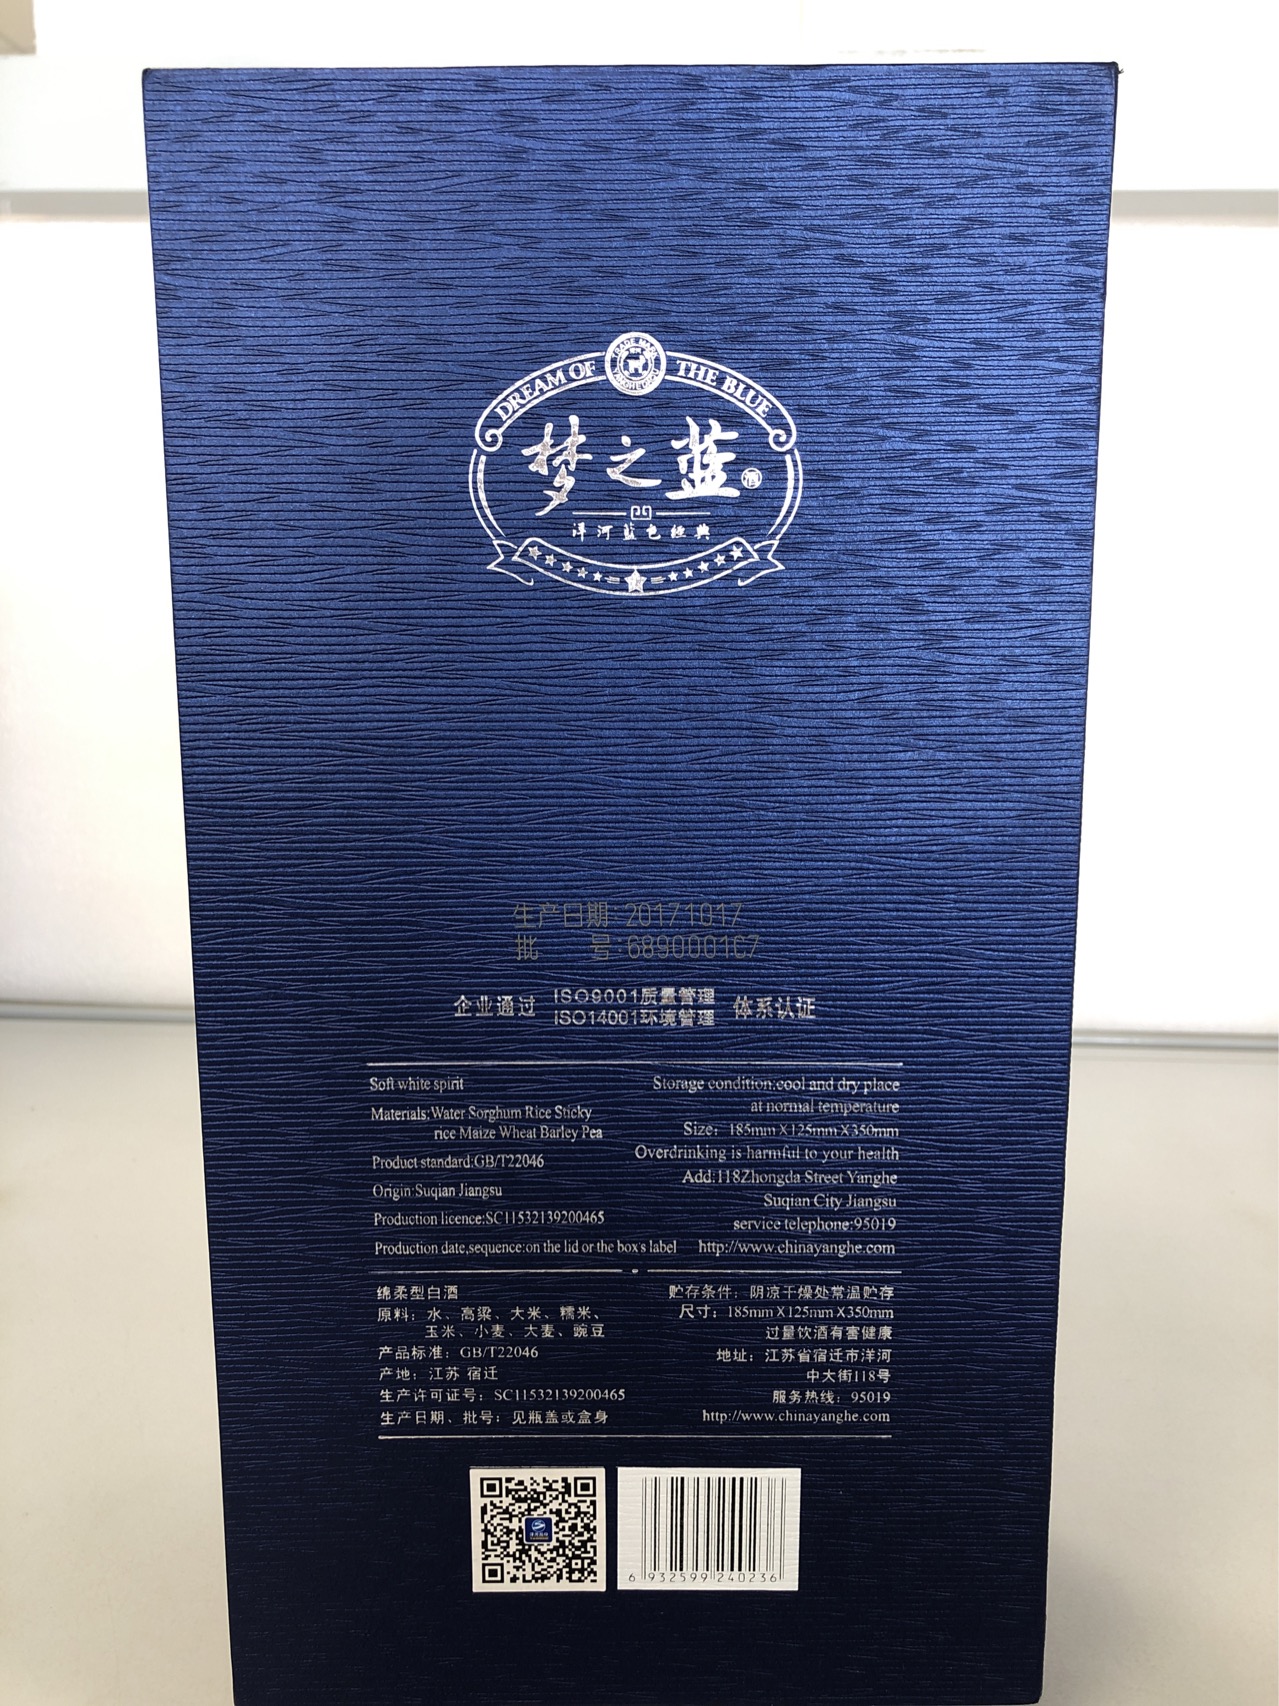 DREAM OF THE BLUE
TRADE MARK
梦之蓝
酒
洋河蓝色经典
生产日期:20171017
批 号:6890001C7
企业通过 ISO9001质量管理 体系认证
ISO14001环境管理
Soft white spirit
Materials:Water Sorghum Rice Sticky
rice Maize Wheat Barley Pea
Product standard:GB/T22046
Origin:Suqian Jiangsu
Production licence:SC11532139200465
Production date,sequence:on the lid or the box's label
Storage condition:cool and dry place
at normal temperature
Size: 185mm X 125mm X 350mm
Overdrinking is harmful to your health
Add:118Zhongda Street Yanghe
Suqian City Jiangsu
service telephone:95019
http://www.chinayanghe.com
绵柔型白酒
原料：水、高粱、大米、糯米、
玉米、小麦、大麦、豌豆
产品标准：GB/T22046
产地：江苏 宿迁
生产许可证号：SC11532139200465
生产日期、批号：见瓶盖或盒身
贮存条件：阴凉干燥处常温贮存
尺寸：185mm X 125mm X 350mm
过量饮酒有害健康
地址：江苏省宿迁市洋河
中大街118号
服务热线：95019
http://www.chinayanghe.com
6 932599 240236